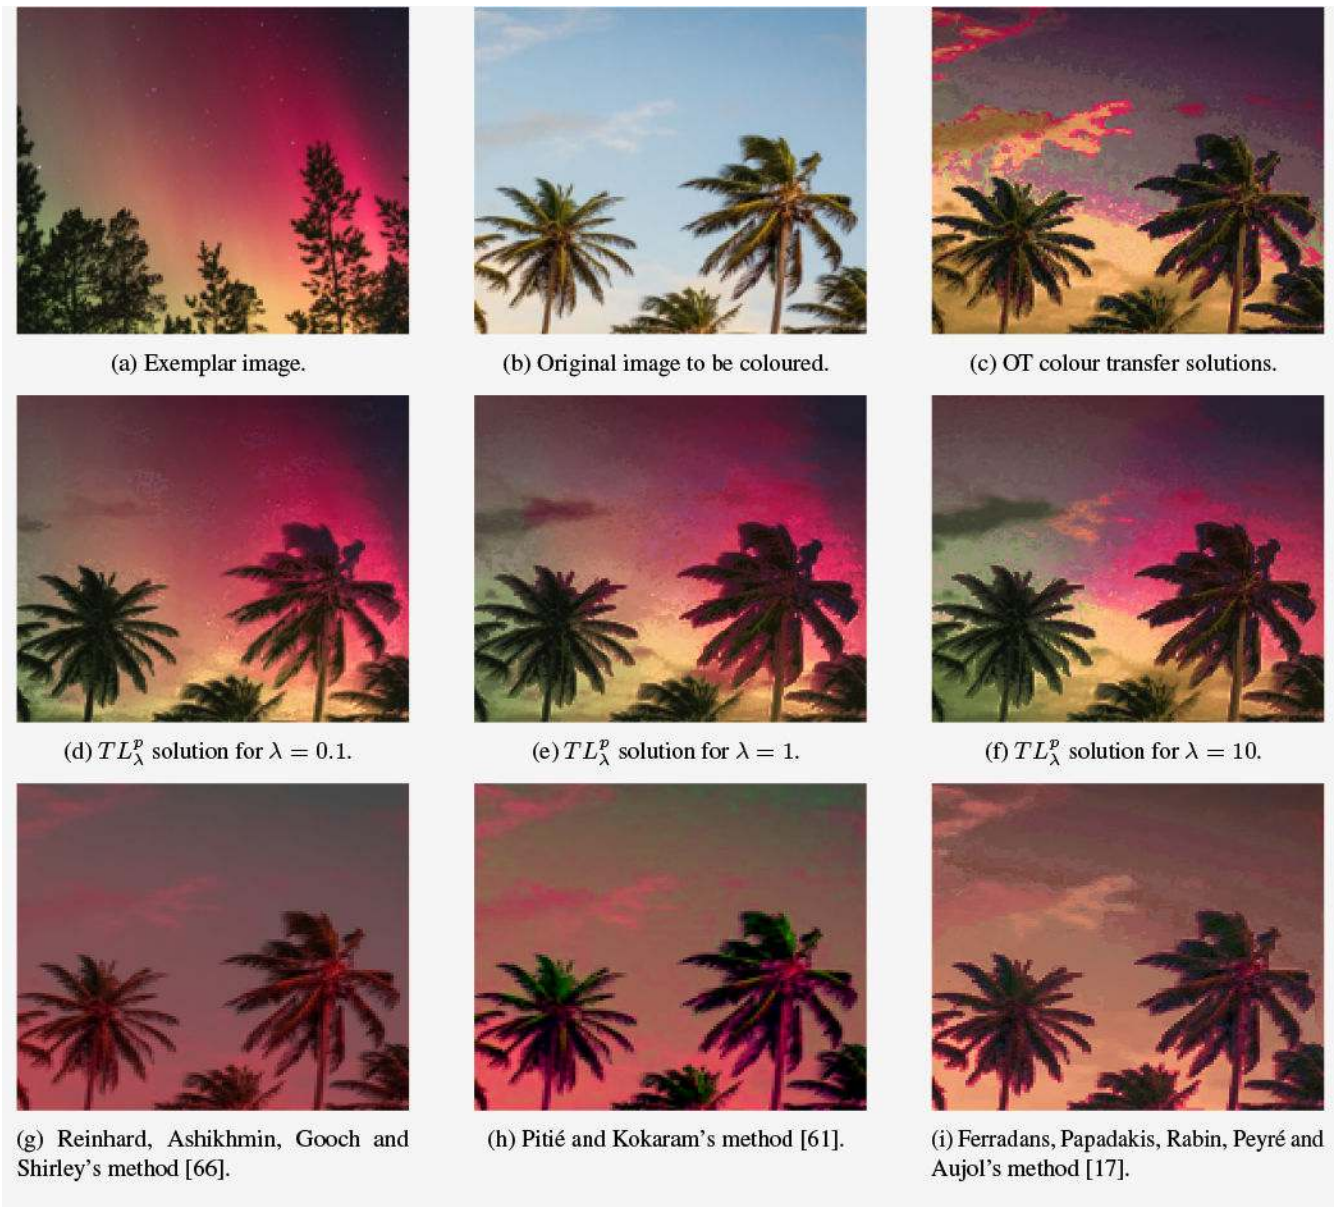 (a) Exemplar image.
(b) Original image to be coloured.
(c) OT colour transfer solutions.
(d) $TL^p_\lambda$ solution for $\lambda = 0.1$.
(e) $TL^p_\lambda$ solution for $\lambda = 1$.
(f) $TL^p_\lambda$ solution for $\lambda = 10$.
(g) Reinhard, Ashikhmin, Gooch and
Shirley's method [66].
(h) Pitié and Kokaram's method [61].
(i) Ferradans, Papadakis, Rabin, Peyré and
Aujol's method [17].